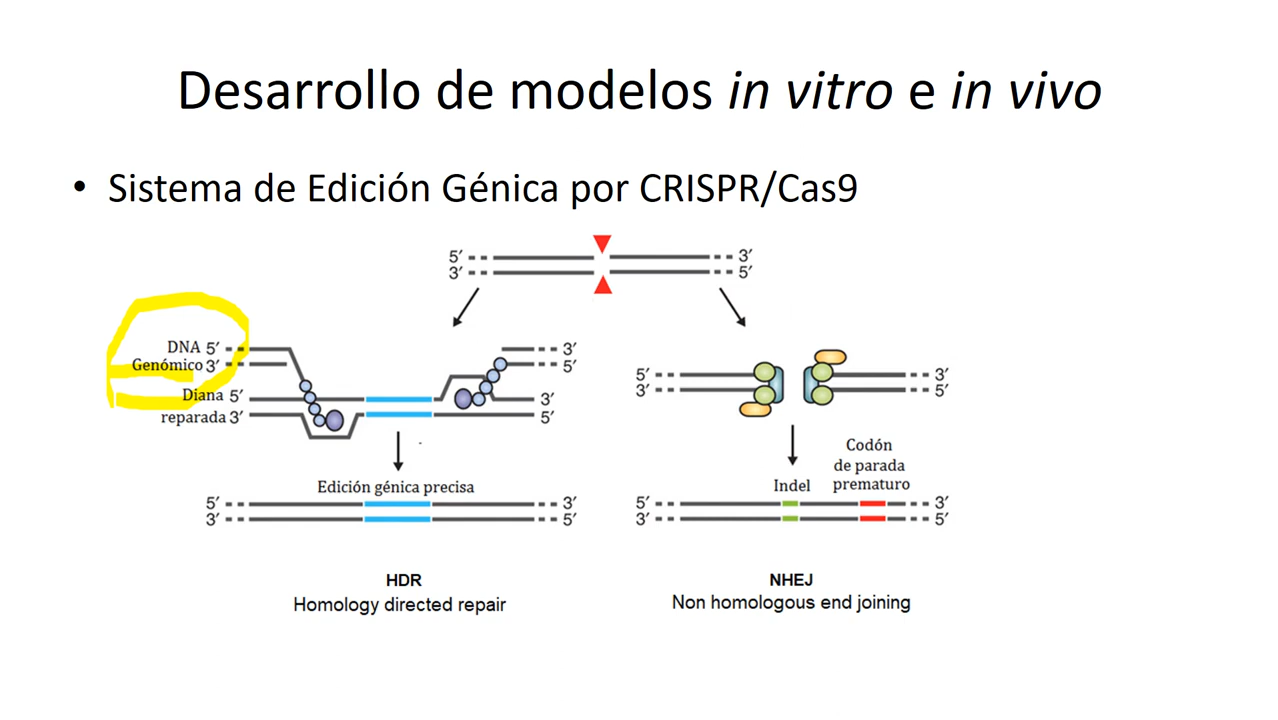 Desarrollo de modelos in vitro e in vivo
• Sistema de Edición Génica por CRISPR/Cas9
5′ 3′
3′ 5′
DNA 5′ 3′
Genómico 3′ 5′
Diana 5′ 3′
reparada 3′ 5′
5′ 3′
3′ 5′
Edición génica precisa
5′ 3′
3′ 5′
HDR
Homology directed repair
Codón
de parada
prematuro
Indel
5′ 3′
3′ 5′
NHEJ
Non homologous end joining